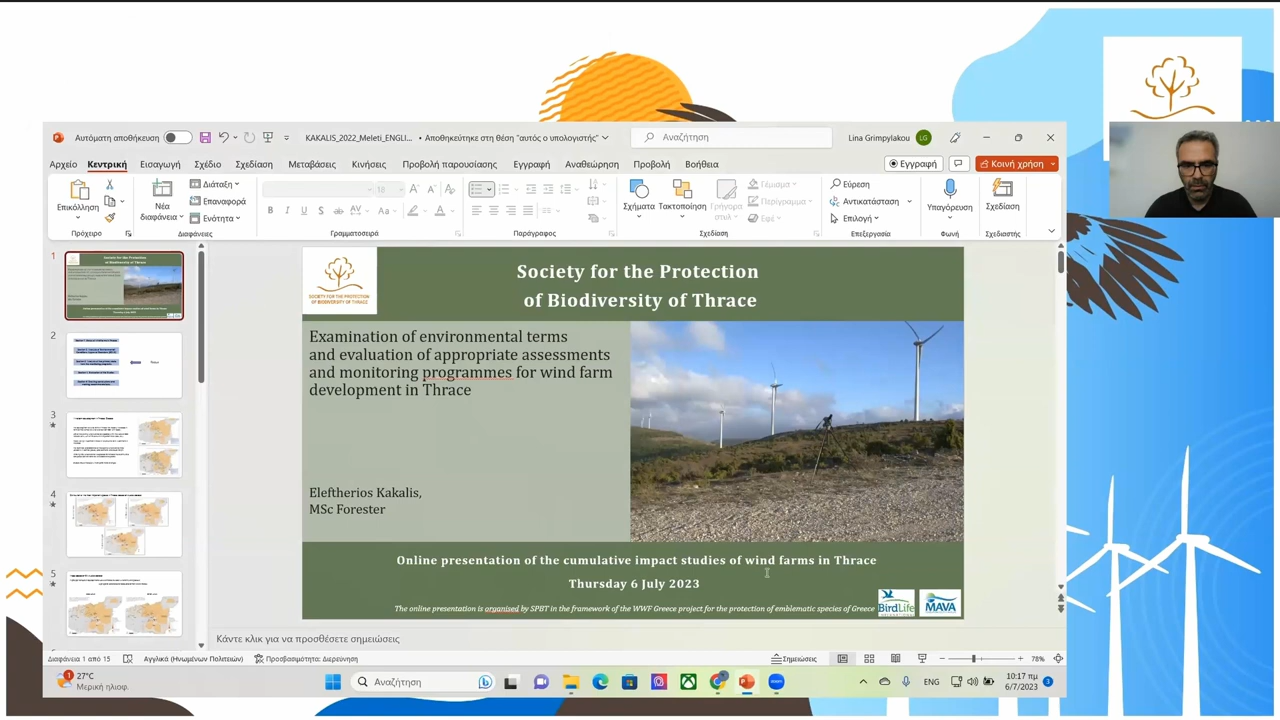 Αυτόματη αποθήκευση
KAKALIS_2022_Meleti_ENGLI... • Αποθηκεύτηκε στη θέση "αυτός ο υπολογιστής"
Αναζήτηση
Lina Grimpylakou
LG
Αρχείο Κεντρική Εισαγωγή Σχέδιο Σχεδίαση Μεταβάσεις Κινήσεις Προβολή παρουσίασης Εγγραφή Αναθεώρηση Προβολή Βοήθεια
Εγγραφή
Κοινή χρήση
Επικόλληση
Νέα διαφάνεια
Διάταξη
Επαναφορά
Ενότητα
18
Σχήματα
Τακτοποίηση
Γρήγορα στυλ
Γέμισμα
Περίγραμμα
Εφέ
Εύρεση
Αντικατάσταση
Επιλογή
Υπαγόρευση
Σχεδίαση
Πρόχειρο
Διαφάνειες
Γραμματοσειρά
Παράγραφος
Σχεδίαση
Επεξεργασία
Φωνή
Σχεδιαστής
1
2
3
4
5
SOCIETY FOR THE PROTECTION
OF BIODIVERSITY OF THRACE
Society for the Protection
of Biodiversity of Thrace
Examination of environmental terms
and evaluation of appropriate assessments
and monitoring programmes for wind farm
development in Thrace
Eleftherios Kakalis,
MSc Forester
Online presentation of the cumulative impact studies of wind farms in Thrace
Thursday 6 July 2023
The online presentation is organised by SPBT in the framework of the WWF Greece project for the protection of emblematic species of Greece
BirdLife
MAVA
Κάντε κλικ για να προσθέσετε σημειώσεις
Διαφάνεια 1 από 15
Αγγλικά (Ηνωμένων Πολιτειών)
Προσβασιμότητα: Διερεύνηση
Σημειώσεις
78%
1
27°C
Μερική ηλιοφ.
Αναζήτηση
ENG
10:17 πμ
6/7/2023
3